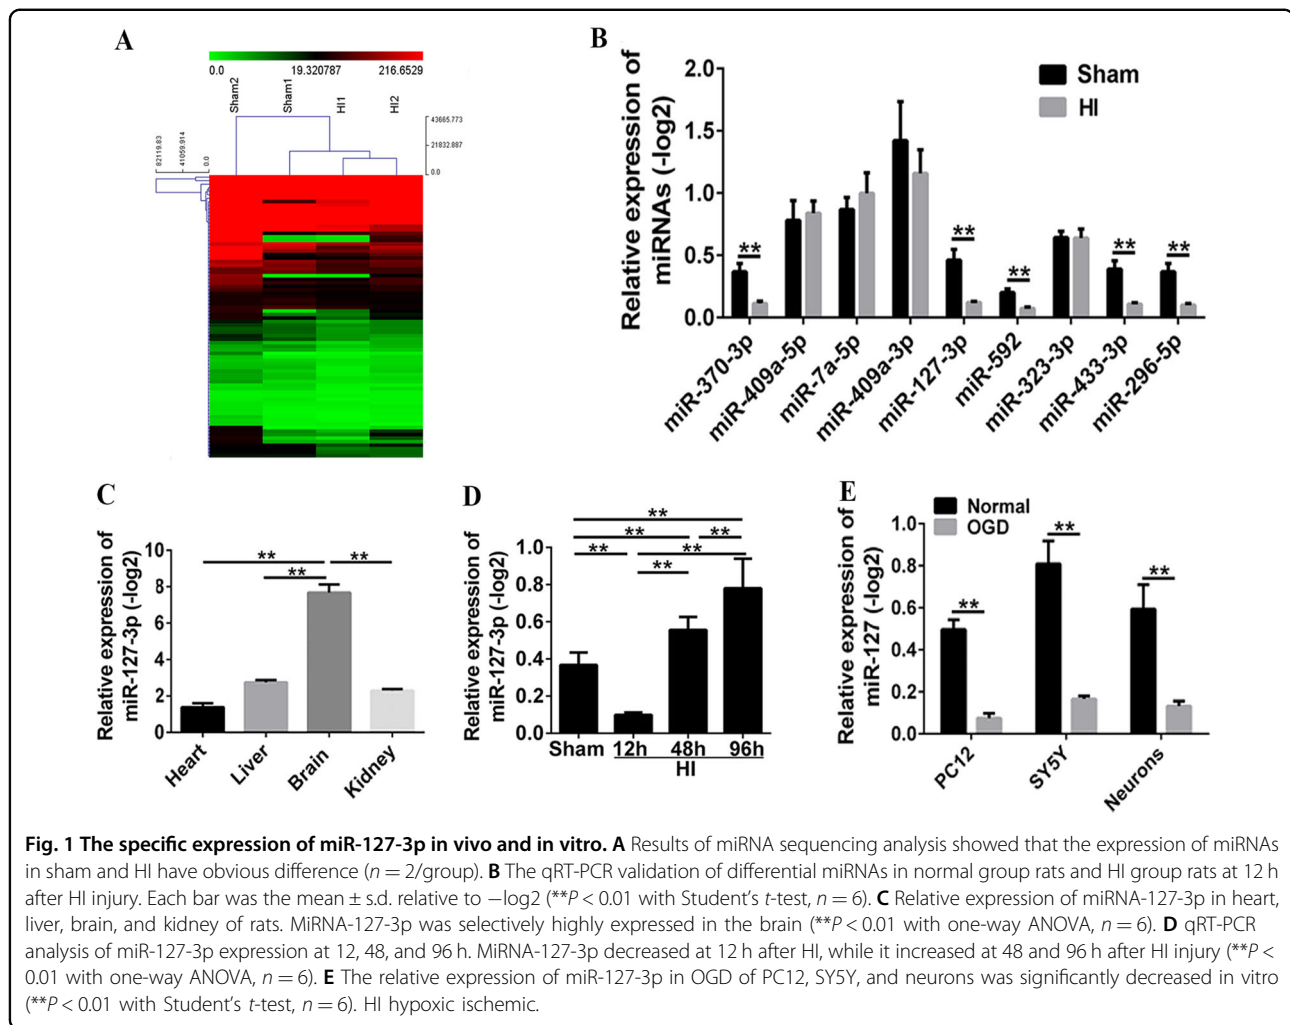 A
0.0 19.320787 216.6529
Sham2 Sham1 HI1 HI2
43665.773
21832.887
0.0
82119.83 41059.914 0.0
B
Relative expression of
miRNAs (-log2)
2.0
1.5
1.0
0.5
0.0
Sham
HI
** ** ** ** **
miR-370-3p miR-409a-5p miR-7a-5p miR-409a-3p miR-127-3p miR-592 miR-323-3p miR-433-3p miR-296-5p
C
Relative expression of
miR-127-3p (-log2)
10
8
6
4
2
0
** **
**
Heart Liver Brain Kidney
D
Relative expression of
miR-127-3p (-log2)
1.0
0.8
0.6
0.4
0.2
0.0
**
** **
** **
**
Sham 12h 48h 96h
HI
E
Relative expression of
miR-127 (-log2)
1.0
0.8
0.6
0.4
0.2
0.0
Normal
OGD
** ** **
PC12 SY5Y Neurons
Fig. 1 The specific expression of miR-127-3p in vivo and in vitro. A Results of miRNA sequencing analysis showed that the expression of miRNAs
in sham and HI have obvious difference (n = 2/group). B The qRT-PCR validation of differential miRNAs in normal group rats and HI group rats at 12 h
after HI injury. Each bar was the mean ± s.d. relative to −log2 (**P < 0.01 with Student's t-test, n = 6). C Relative expression of miRNA-127-3p in heart,
liver, brain, and kidney of rats. MiRNA-127-3p was selectively highly expressed in the brain (**P < 0.01 with one-way ANOVA, n = 6). D qRT-PCR
analysis of miR-127-3p expression at 12, 48, and 96 h. MiRNA-127-3p decreased at 12 h after HI, while it increased at 48 and 96 h after HI injury (**P <
0.01 with one-way ANOVA, n = 6). E The relative expression of miR-127-3p in OGD of PC12, SY5Y, and neurons was significantly decreased in vitro
(**P < 0.01 with Student's t-test, n = 6). HI hypoxic ischemic.